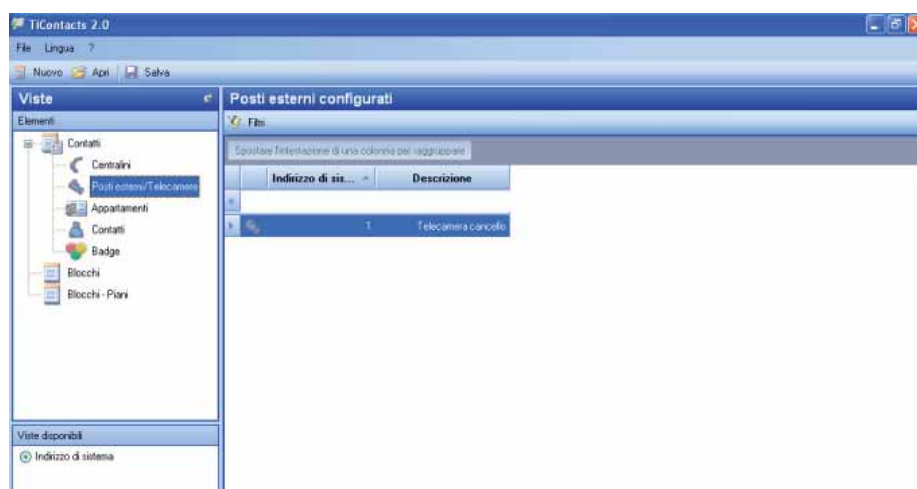 TiContacts 2.0
File Lingua ?
Nuovo Apri Salva
Viste
Elementi
Contatti
Centralini
Posti esterni/Telecamere
Appartamenti
Contatti
Badge
Blocchi
Blocchi - Piani
Viste disponibili
Indirizzo di sistema
Posti esterni configurati
Filtri
Spostare l'intestazione di una colonna per raggruppare
Indirizzo di sis... Descrizione
1 Telecamera cancello